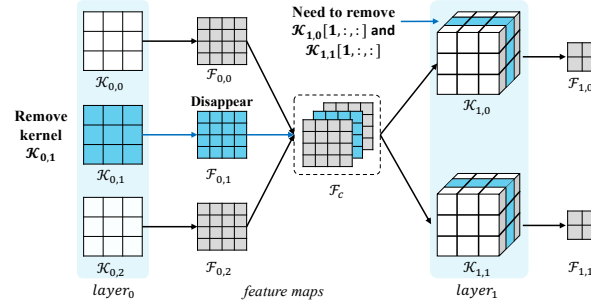 Need to remove
𝒦1,0[1,:,:] and
𝒦1,1[1,:,:]
𝒦0,0
ℱ0,0
𝒦1,0
ℱ1,0
Remove
kernel
𝒦0,1
Disappear
𝒦0,1
ℱ0,1
ℱc
𝒦0,2
ℱ0,2
𝒦1,1
ℱ1,1
layer0
feature maps
layer1